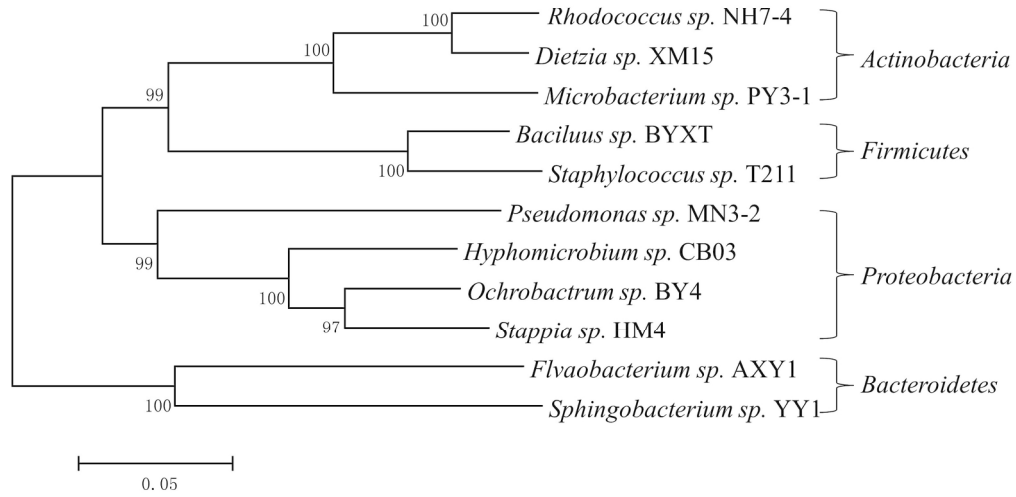 100
Rhodococcus sp. NH7-4
100
Dietzia sp. XM15
Actinobacteria
99
Microbacterium sp. PY3-1
Baciluus sp. BYXT
Firmicutes
100
Staphylococcus sp. T211
Pseudomonas sp. MN3-2
99
Hyphomicrobium sp. CB03
Proteobacteria
100
Ochrobactrum sp. BY4
97
Stappia sp. HM4
Flvaobacterium sp. AXY1
Bacteroidetes
100
Sphingobacterium sp. YY1
0.05